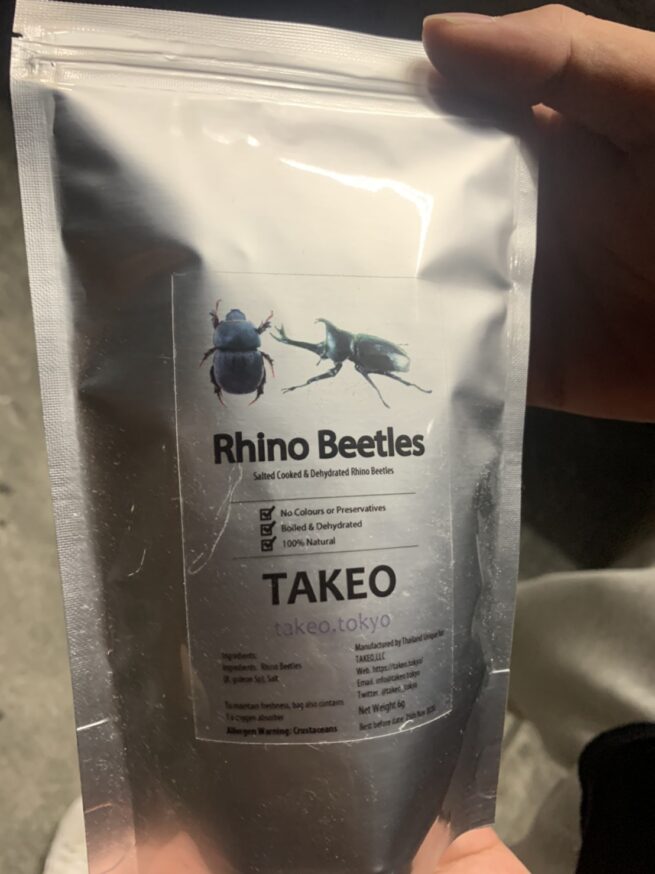 Rhino Beetles
Salted Cooked & Dehydrated Rhino Beetles
No Colours or Preservatives
Boiled & Dehydrated
100% Natural
TAKEO
takeo.tokyo
Ingredients:
Ingredients: Rhino Beetles
Sp), Salt
To maintain freshness, bag also contains
1 x oxygen absorber
Allergen Warning: Crustaceans
Manufactured by Thailand Unique for
TAKEO,LLC
Web. https://takeo.tokyo/
Email. info@takeo.tokyo
Twitter. @takeo_tokyo
Net Weight 6g
Best before date: